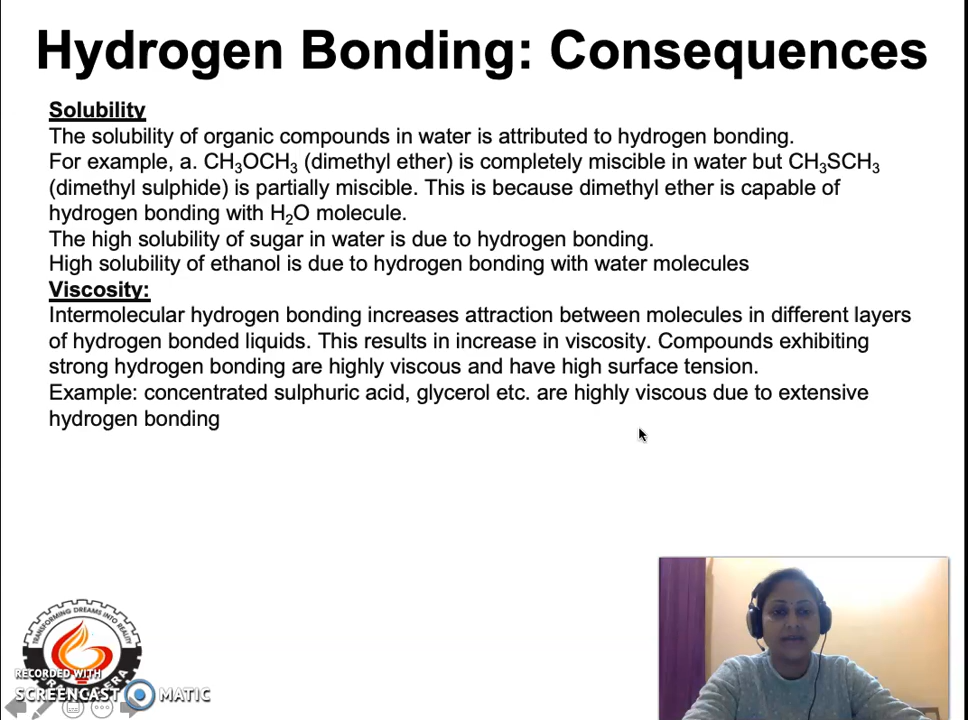 Hydrogen Bonding: Consequences
Solubility
The solubility of organic compounds in water is attributed to hydrogen bonding.
For example, a. CH₃OCH₃ (dimethyl ether) is completely miscible in water but CH₃SCH₃
(dimethyl sulphide) is partially miscible. This is because dimethyl ether is capable of
hydrogen bonding with H₂O molecule.
The high solubility of sugar in water is due to hydrogen bonding.
High solubility of ethanol is due to hydrogen bonding with water molecules
Viscosity:
Intermolecular hydrogen bonding increases attraction between molecules in different layers
of hydrogen bonded liquids. This results in increase in viscosity. Compounds exhibiting
strong hydrogen bonding are highly viscous and have high surface tension.
Example: concentrated sulphuric acid, glycerol etc. are highly viscous due to extensive
hydrogen bonding
TRANSFORMING DREAMS INTO REALITY
RECORDED WITH
SCREENCAST MATIC